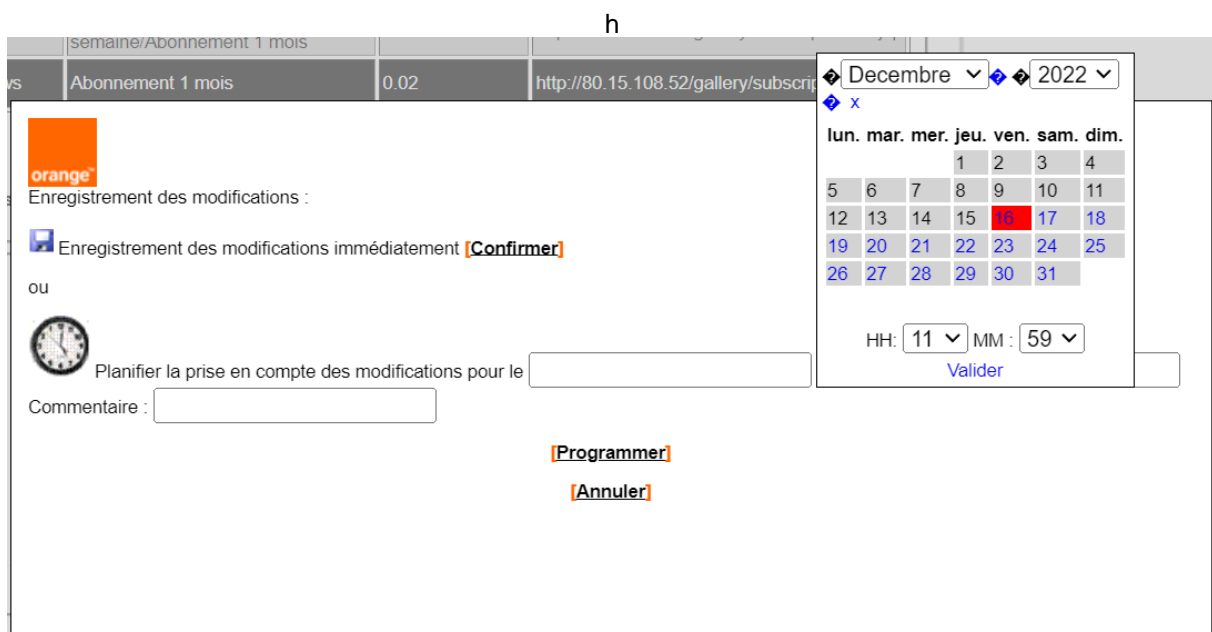 h
semaine/Abonnement 1 mois
Abonnement 1 mois 0.02 http://80.15.108.52/gallery/subscrip
Decembre 2022
x
lun. mar. mer. jeu. ven. sam. dim.
1 2 3 4
5 6 7 8 9 10 11
12 13 14 15 16 17 18
19 20 21 22 23 24 25
26 27 28 29 30 31
HH: 11 MM : 59
Valider
orange™
Enregistrement des modifications :
Enregistrement des modifications immédiatement [Confirmer]
ou
Planifier la prise en compte des modifications pour le
Commentaire :
[Programmer]
[Annuler]